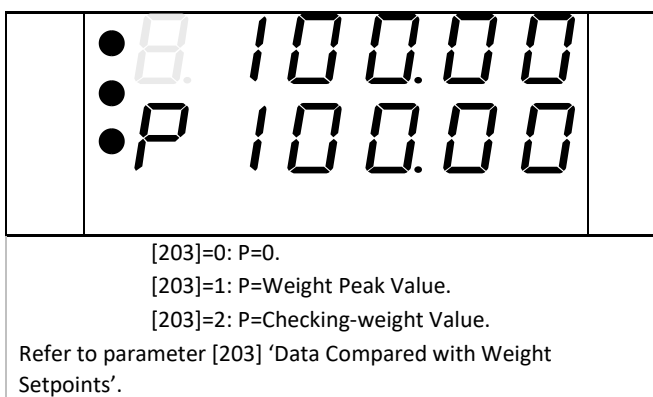 100.00
P 100.00
[203]=0: P=0.
[203]=1: P=Weight Peak Value.
[203]=2: P=Checking-weight Value.
Refer to parameter [203] ‘Data Compared with Weight
Setpoints’.